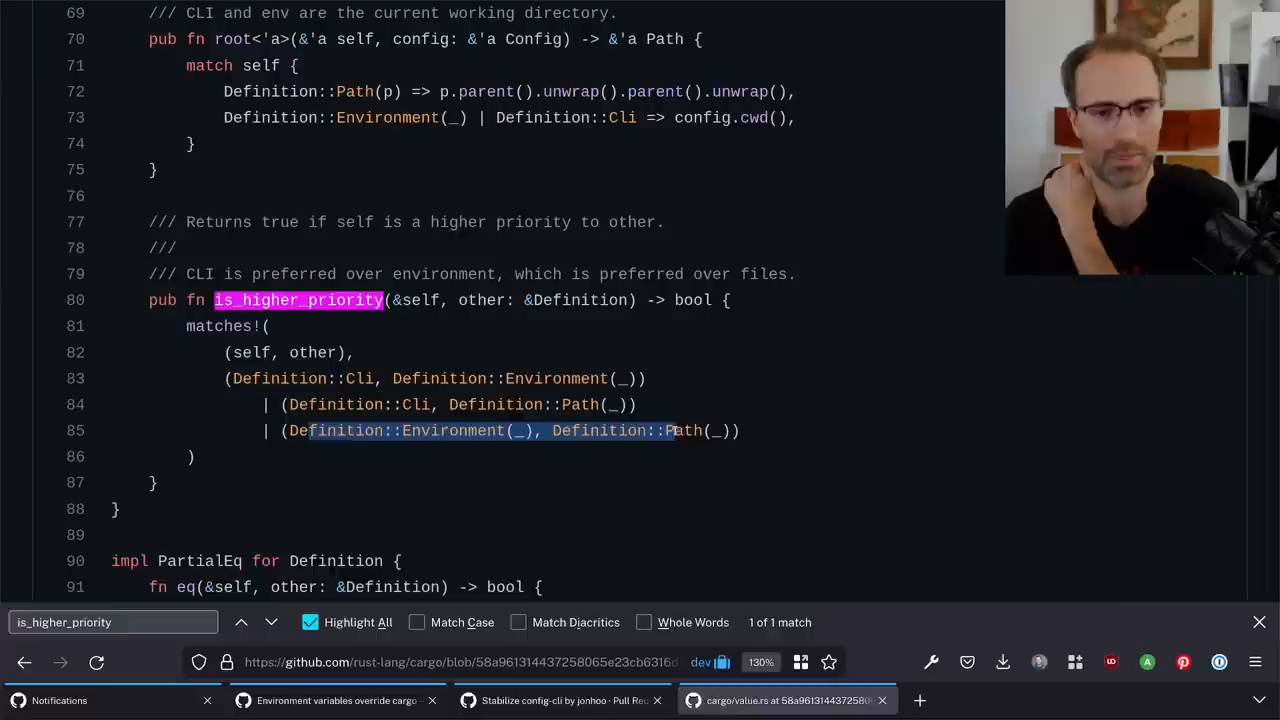 69 /// CLI and env are the current working directory.
70 pub fn root<'a>(&'a self, config: &'a Config) -> &'a Path {
71 match self {
72 Definition::Path(p) => p.parent().unwrap().parent().unwrap(),
73 Definition::Environment(_) | Definition::Cli => config.cwd(),
74 }
75 }
76
77 /// Returns true if self is a higher priority to other.
78 ///
79 /// CLI is preferred over environment, which is preferred over files.
80 pub fn is_higher_priority(&self, other: &Definition) -> bool {
81 matches!(
82 (self, other),
83 (Definition::Cli, Definition::Environment(_))
84 | (Definition::Cli, Definition::Path(_))
85 | (Definition::Environment(_), Definition::Path(_))
86 )
87 }
88 }
89
90 impl PartialEq for Definition {
91 fn eq(&self, other: &Definition) -> bool {
is_higher_priority Highlight All Match Case Match Diacritics Whole Words 1 of 1 match
https://github.com/rust-lang/cargo/blob/58a961314437258065e23cb6316d dev 130%
Notifications Environment variables override cargo Stabilize config-cli by jonhoo · Pull Re cargo/value.rs at 58a9613144372580